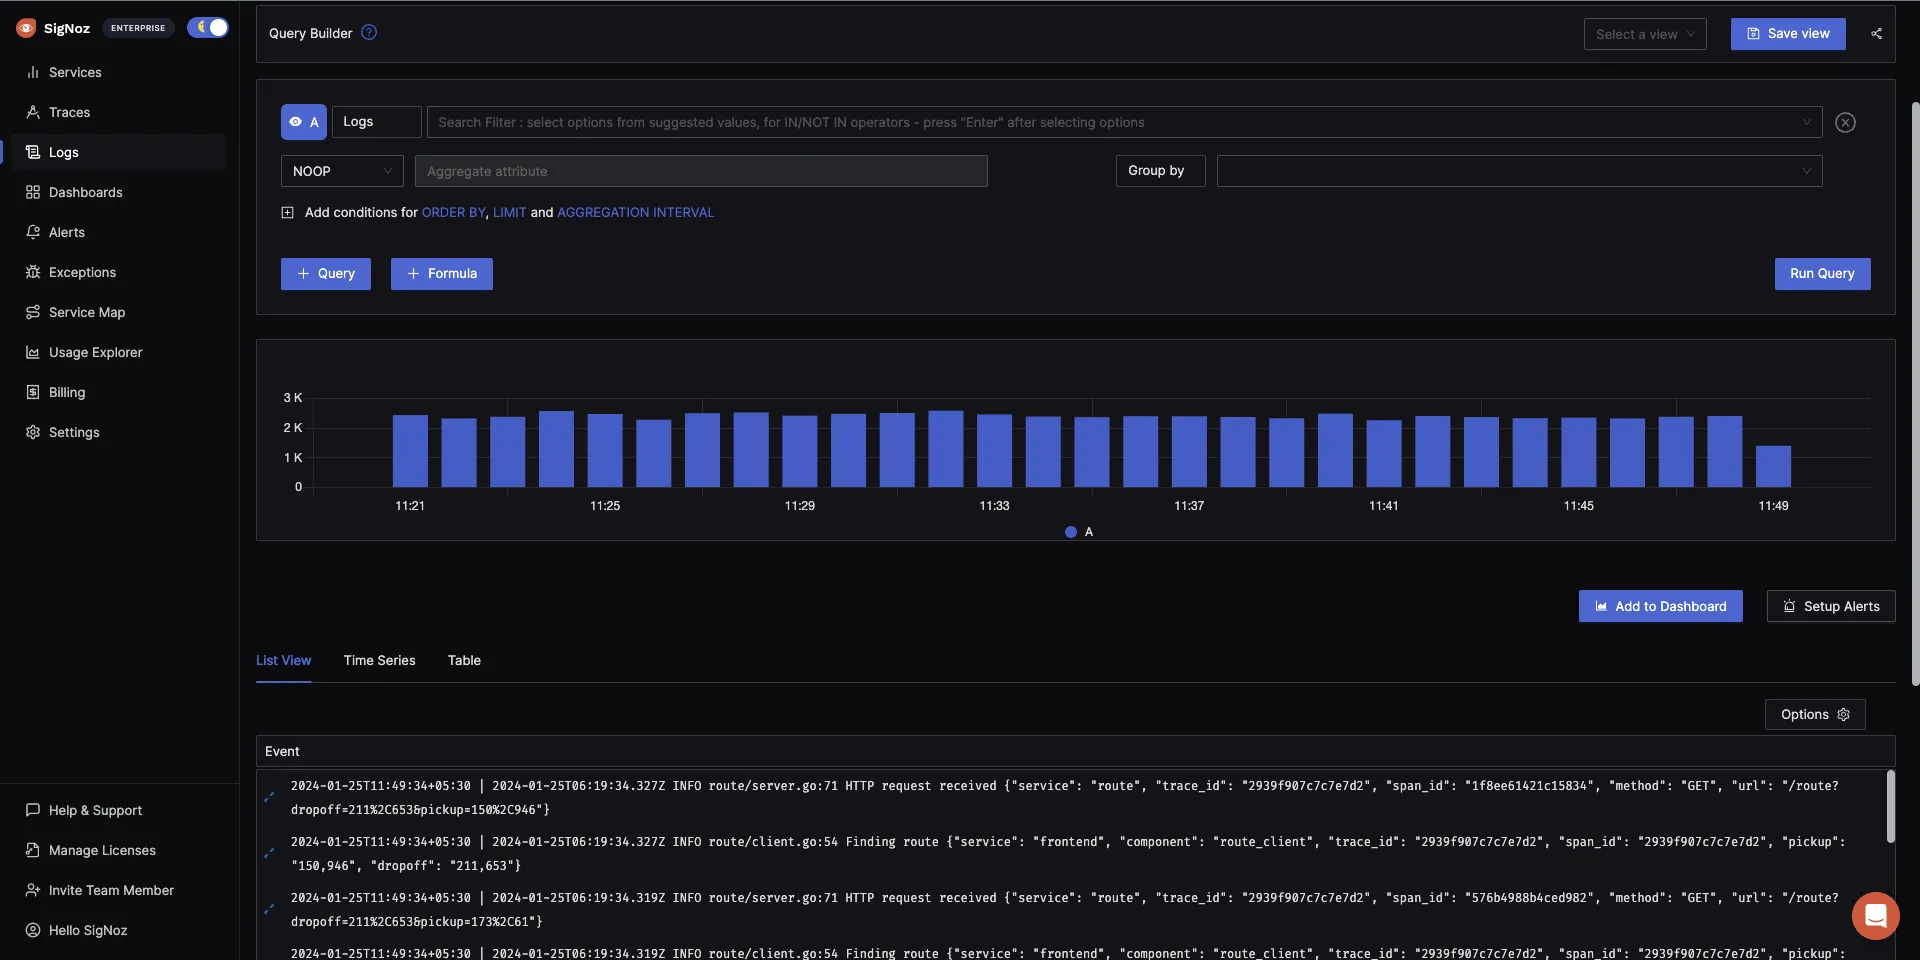 SigNoz ENTERPRISE
Services
Traces
Logs
Dashboards
Alerts
Exceptions
Service Map
Usage Explorer
Billing
Settings
Help & Support
Manage Licenses
Invite Team Member
Hello SigNoz
Query Builder ?
Select a view
Save view
A Logs Search Filter : select options from suggested values, for IN/NOT IN operators - press "Enter" after selecting options
NOOP Aggregate attribute Group by
Add conditions for ORDER BY, LIMIT and AGGREGATION INTERVAL
+ Query + Formula Run Query
3 K
2 K
1 K
0
11:21 11:25 11:29 11:33 11:37 11:41 11:45 11:49
A
Add to Dashboard Setup Alerts
List View Time Series Table
Options
Event
2024-01-25T11:49:34+05:30 | 2024-01-25T06:19:34.327Z INFO route/server.go:71 HTTP request received {"service": "route", "trace_id": "2939f907c7c7e7d2", "span_id": "1f8ee61421c15834", "method": "GET", "url": "/route?
dropoff=211%2C653&pickup=150%2C946"}
2024-01-25T11:49:34+05:30 | 2024-01-25T06:19:34.327Z INFO route/client.go:54 Finding route {"service": "frontend", "component": "route_client", "trace_id": "2939f907c7c7e7d2", "span_id": "2939f907c7c7e7d2", "pickup":
"150,946", "dropoff": "211,653"}
2024-01-25T11:49:34+05:30 | 2024-01-25T06:19:34.319Z INFO route/server.go:71 HTTP request received {"service": "route", "trace_id": "2939f907c7c7e7d2", "span_id": "576b4988b4ced982", "method": "GET", "url": "/route?
dropoff=211%2C653&pickup=173%2C61"}
2024-01-25T11:49:34+05:30 | 2024-01-25T06:19:34.319Z INFO route/client.go:54 Finding route {"service": "frontend", "component": "route_client", "trace_id": "2939f907c7c7e7d2", "span_id": "2939f907c7c7e7d2", "pickup":